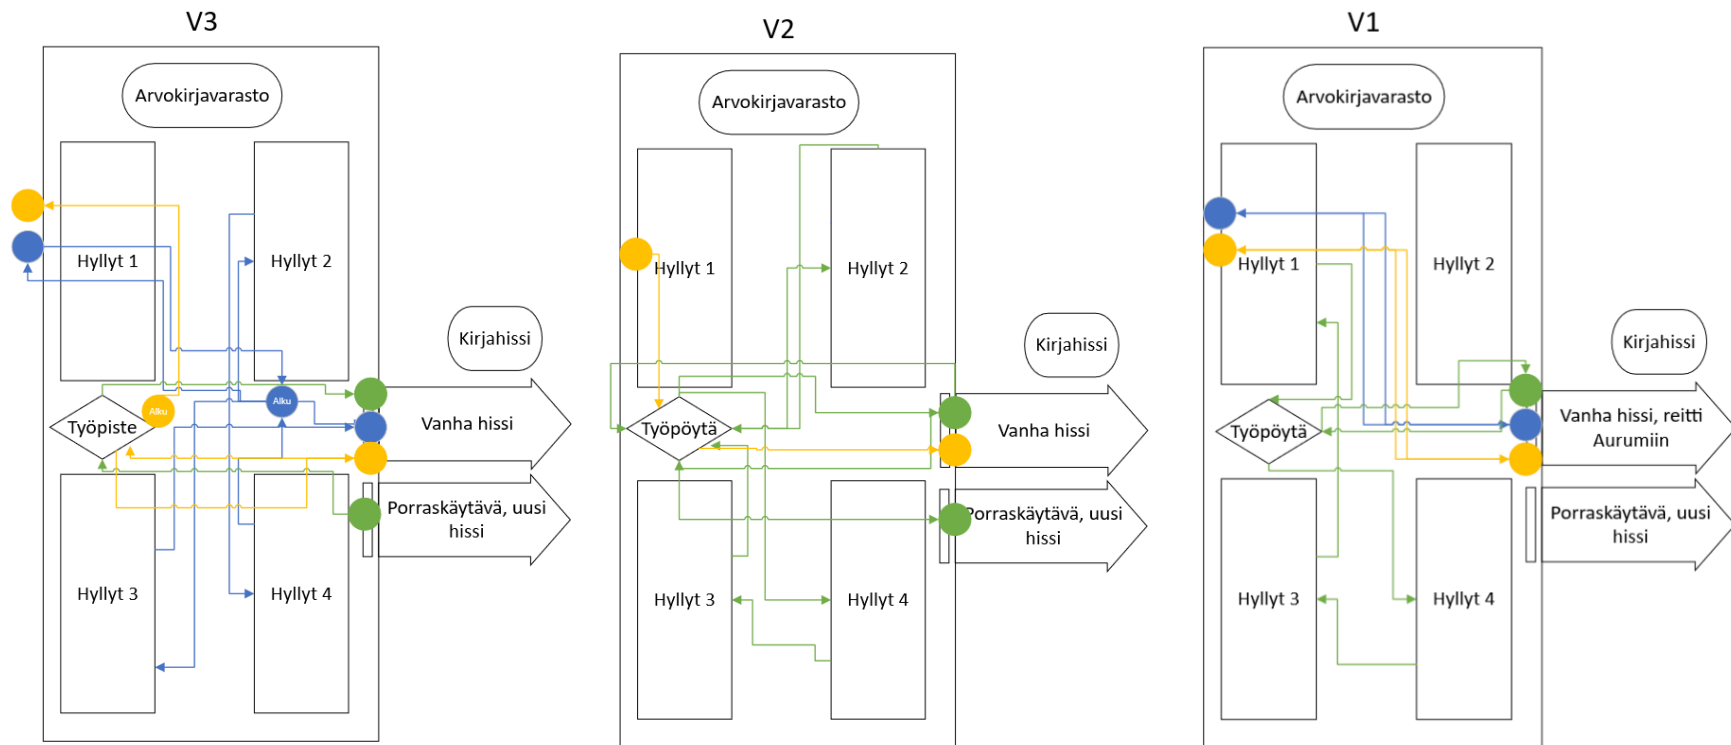 V3
Arvokirjavarasto
Hyllyt 1
Hyllyt 2
Kirjahissi
Työpiste
Alku
Alku
Vanha hissi
Porraskäytävä, uusi
hissi
Hyllyt 3
Hyllyt 4
V2
Arvokirjavarasto
Hyllyt 1
Hyllyt 2
Kirjahissi
Työpöytä
Vanha hissi
Porraskäytävä, uusi
hissi
Hyllyt 3
Hyllyt 4
V1
Arvokirjavarasto
Hyllyt 1
Hyllyt 2
Kirjahissi
Työpöytä
Vanha hissi, reitti
Aurumiin
Porraskäytävä, uusi
hissi
Hyllyt 3
Hyllyt 4